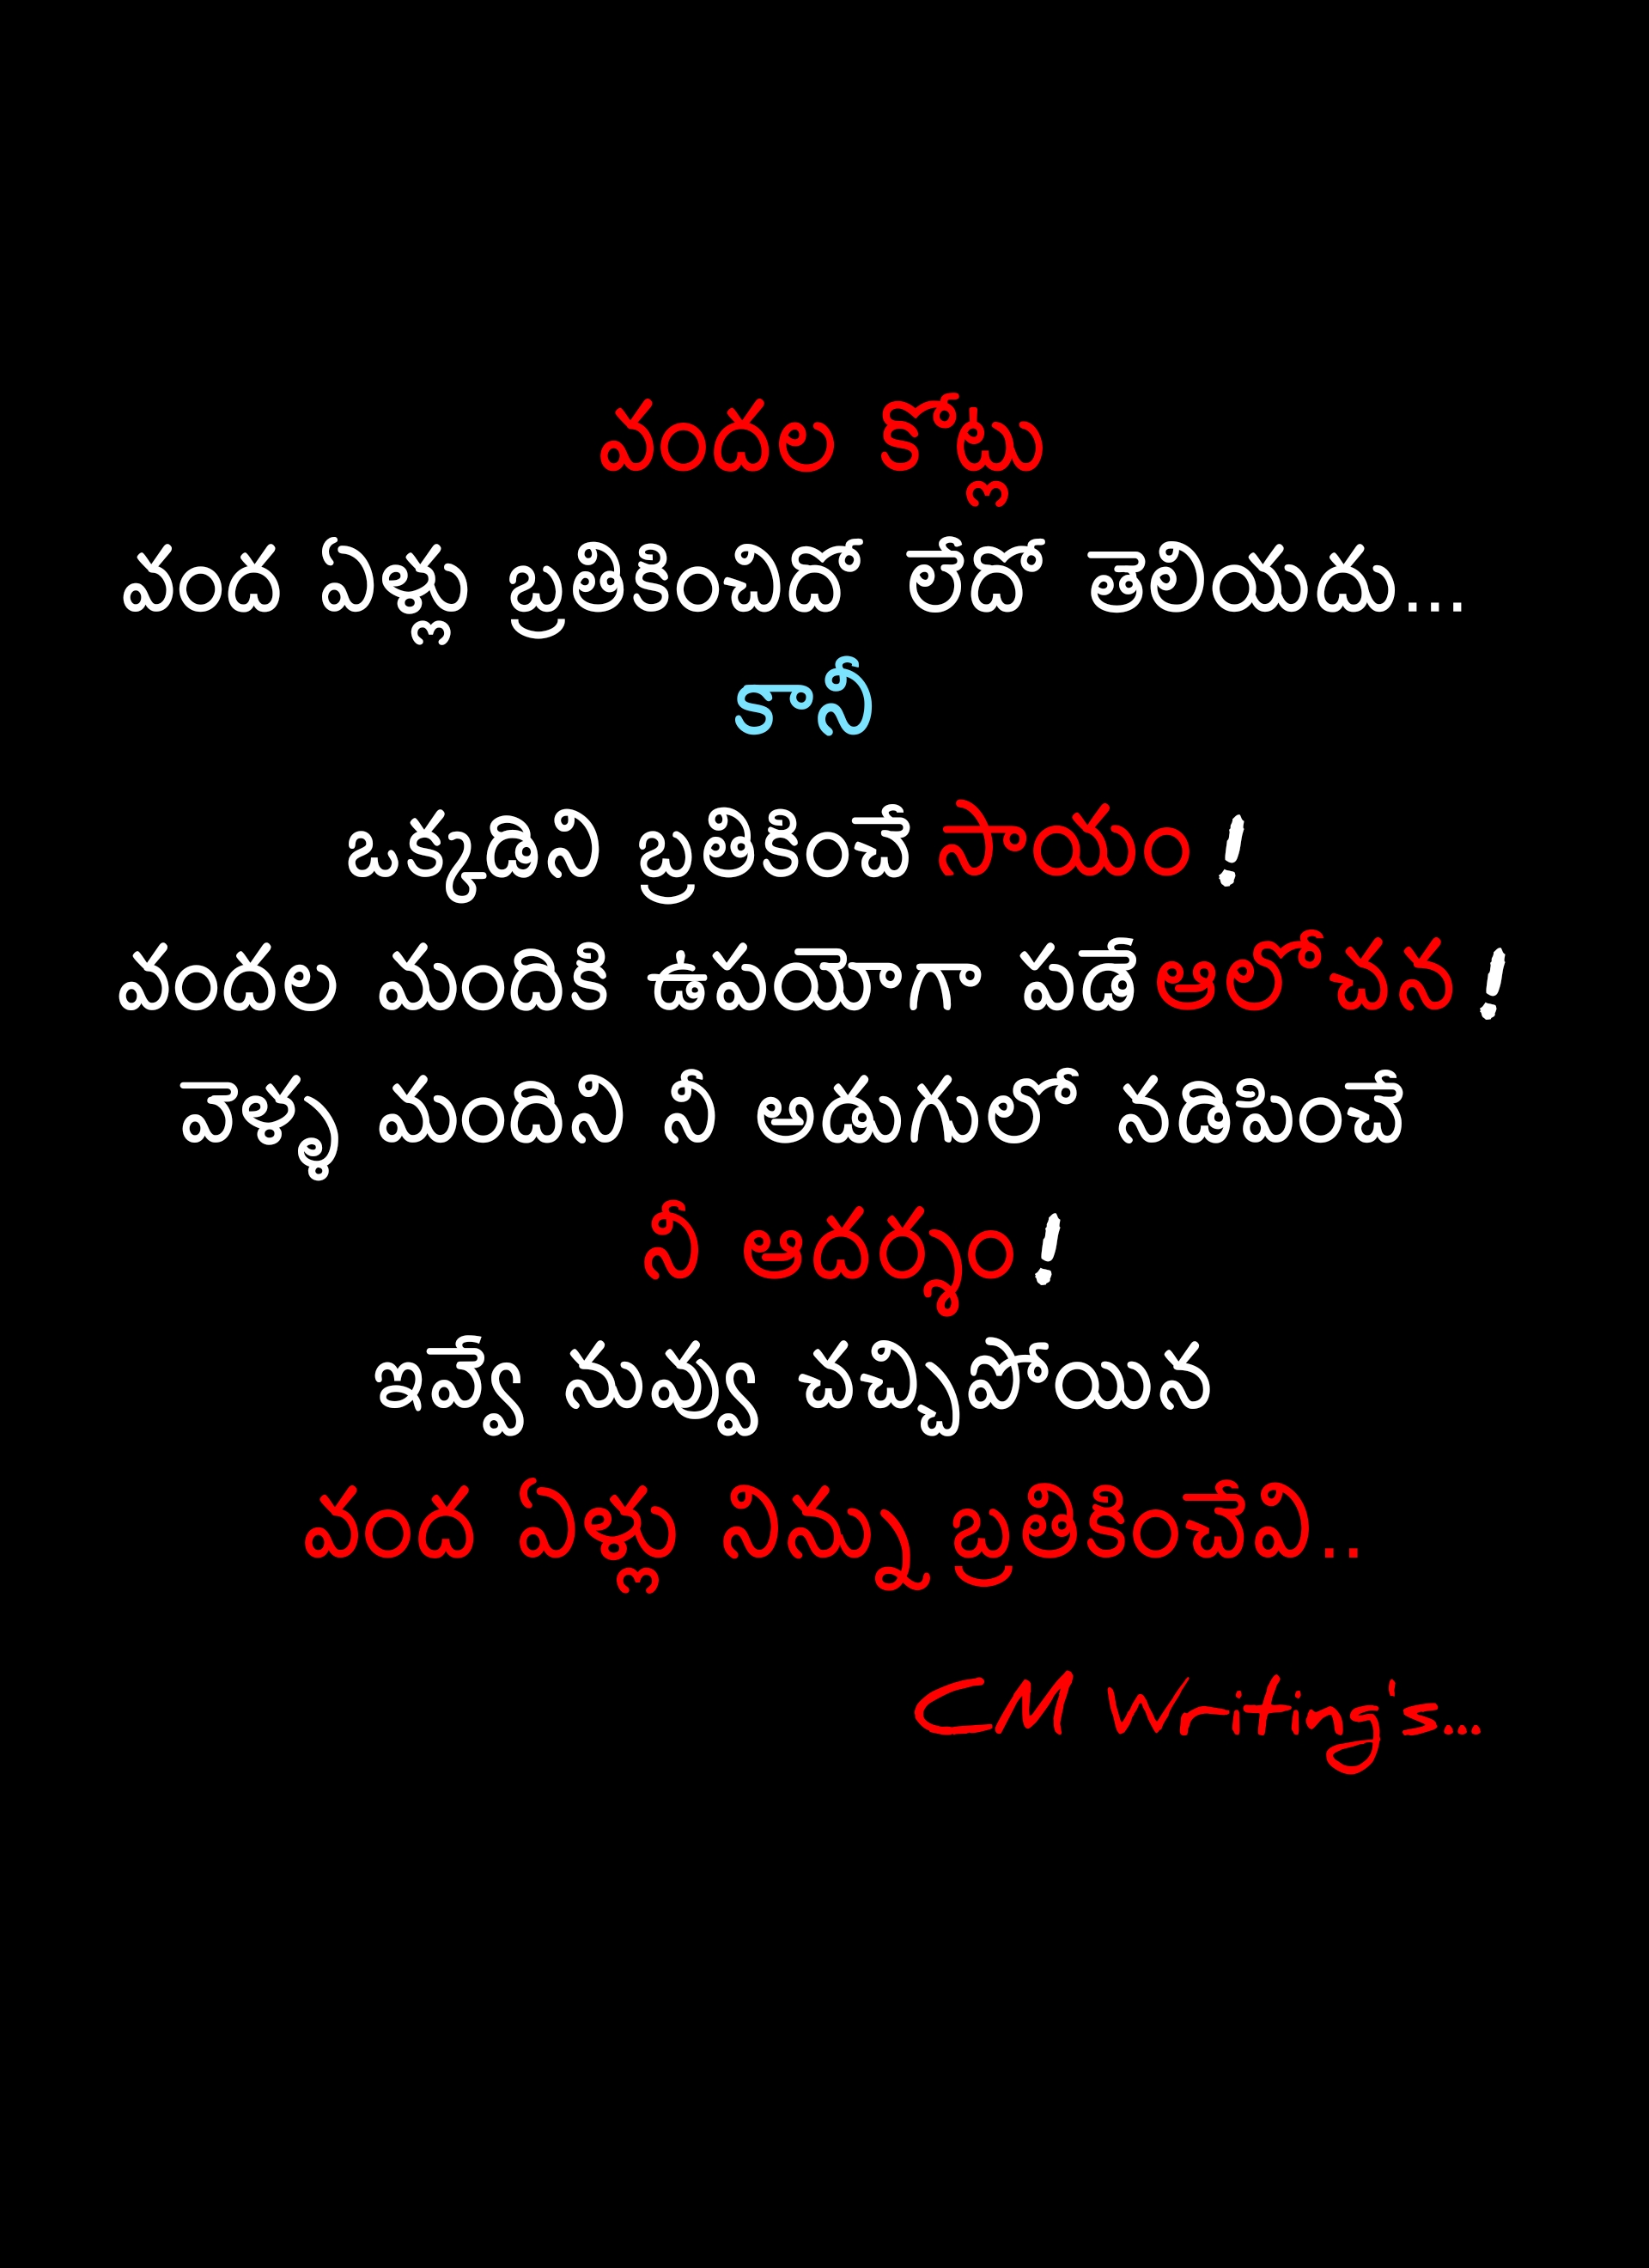 వందల కోట్లు
వంద ఏళ్లు బ్రతికించిదో లేదో తెలియదు...
కానీ
ఒక్కడిని బ్రతికించే సాయం!
వందల మందికి ఉపయోగా పడే ఆలోచన!
వెళ్ళ మందిని నీ అడుగులో నడిపించే
నీ ఆదర్శం!
ఇవ్వే నువ్వు చచ్చిపోయిన
వంద ఏళ్లు నిన్ను బ్రతికించేవి..
CM Writing's...